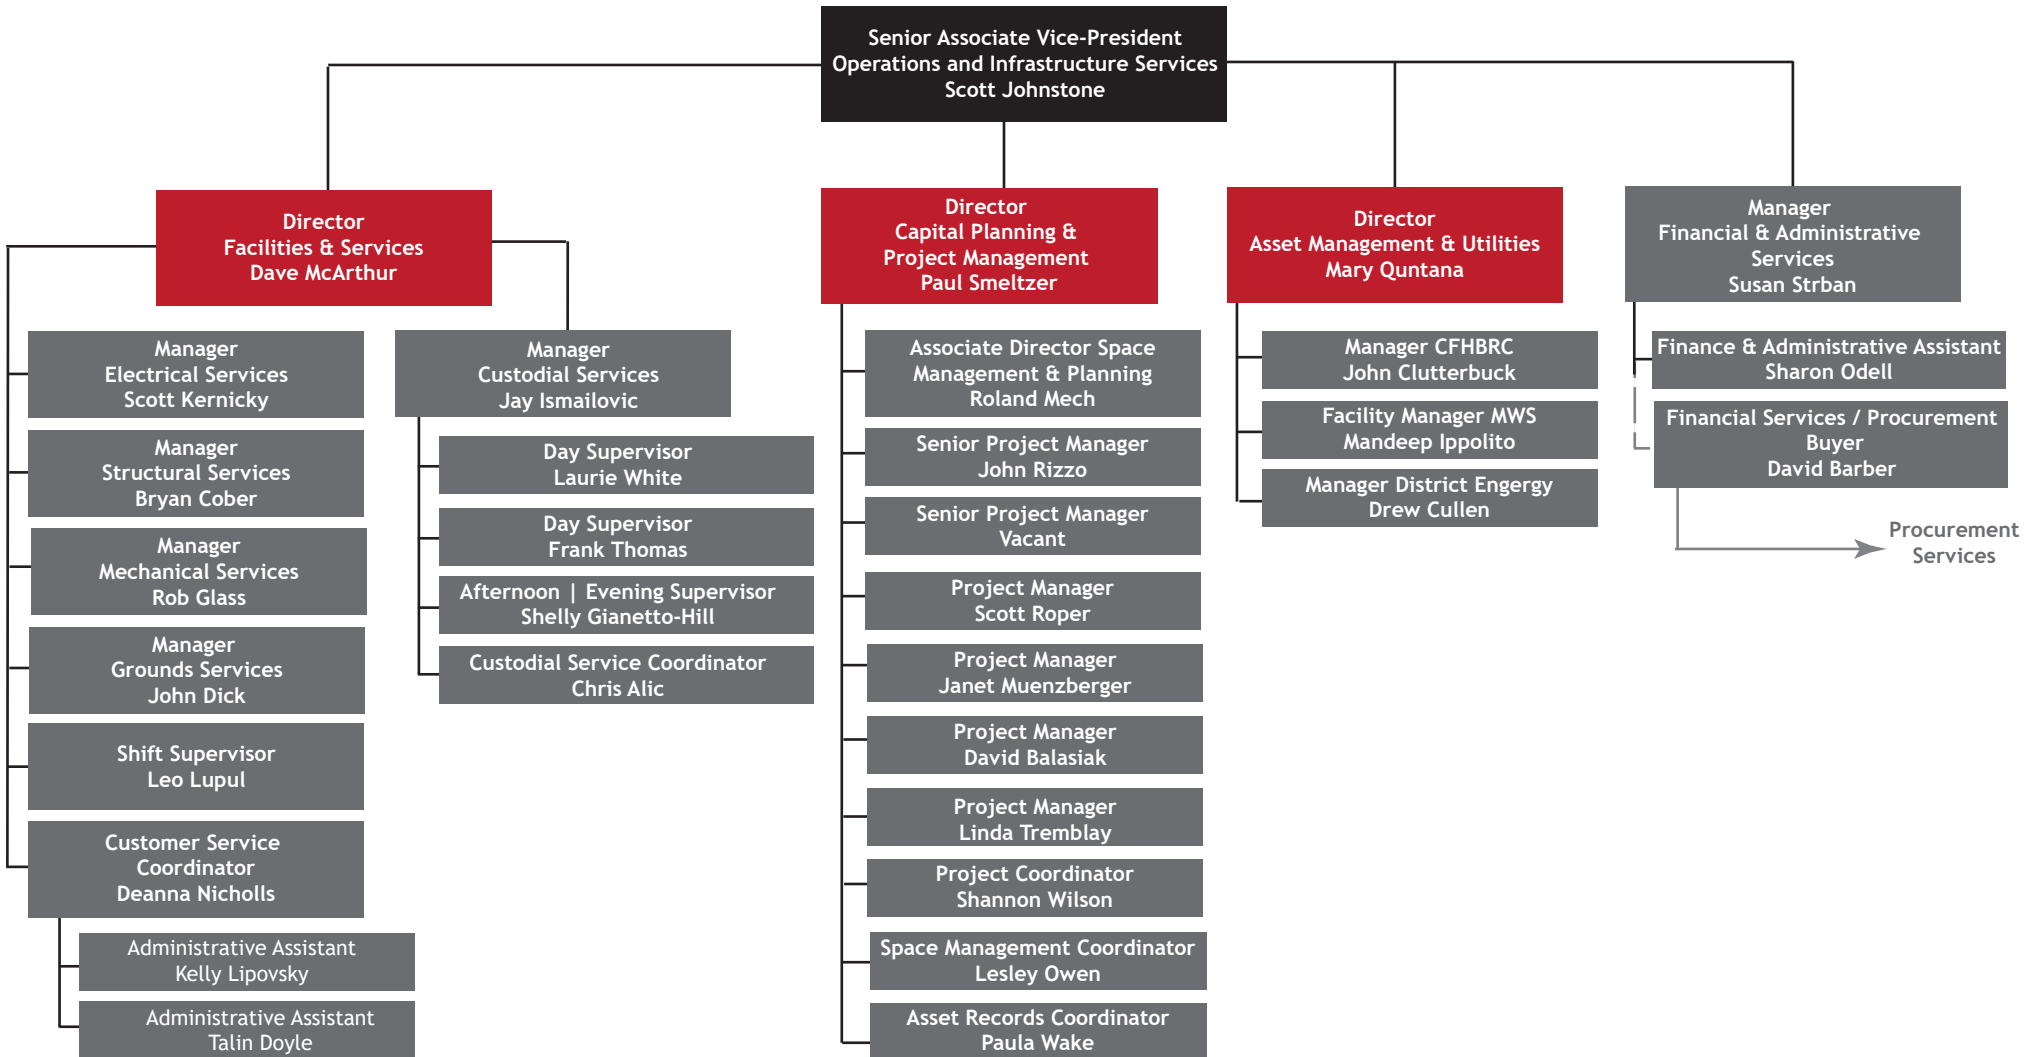 Senior Associate Vice-President
Operations and Infrastructure Services
Scott Johnstone
Director
Facilities & Services
Dave McArthur
Manager
Electrical Services
Scott Kernicky
Manager
Structural Services
Bryan Cober
Manager
Mechanical Services
Rob Glass
Manager
Grounds Services
John Dick
Shift Supervisor
Leo Lupul
Customer Service
Coordinator
Deanna Nicholls
Administrative Assistant
Kelly Lipovsky
Administrative Assistant
Talin Doyle
Manager
Custodial Services
Jay Ismailovic
Day Supervisor
Laurie White
Day Supervisor
Frank Thomas
Afternoon | Evening Supervisor
Shelly Gianetto-Hill
Custodial Service Coordinator
Chris Alic
Director
Capital Planning &
Project Management
Paul Smeltzer
Associate Director Space
Management & Planning
Roland Mech
Senior Project Manager
John Rizzo
Senior Project Manager
Vacant
Project Manager
Scott Roper
Project Manager
Janet Muenzberger
Project Manager
David Balasiak
Project Manager
Linda Tremblay
Project Coordinator
Shannon Wilson
Space Management Coordinator
Lesley Owen
Asset Records Coordinator
Paula Wake
Director
Asset Management & Utilities
Mary Quntana
Manager CFHBRC
John Clutterbuck
Facility Manager MWS
Mandeep Ippolito
Manager District Engergy
Drew Cullen
Manager
Financial & Administrative
Services
Susan Strban
Finance & Administrative Assistant
Sharon Odell
Financial Services / Procurement
Buyer
David Barber
Procurement
Services